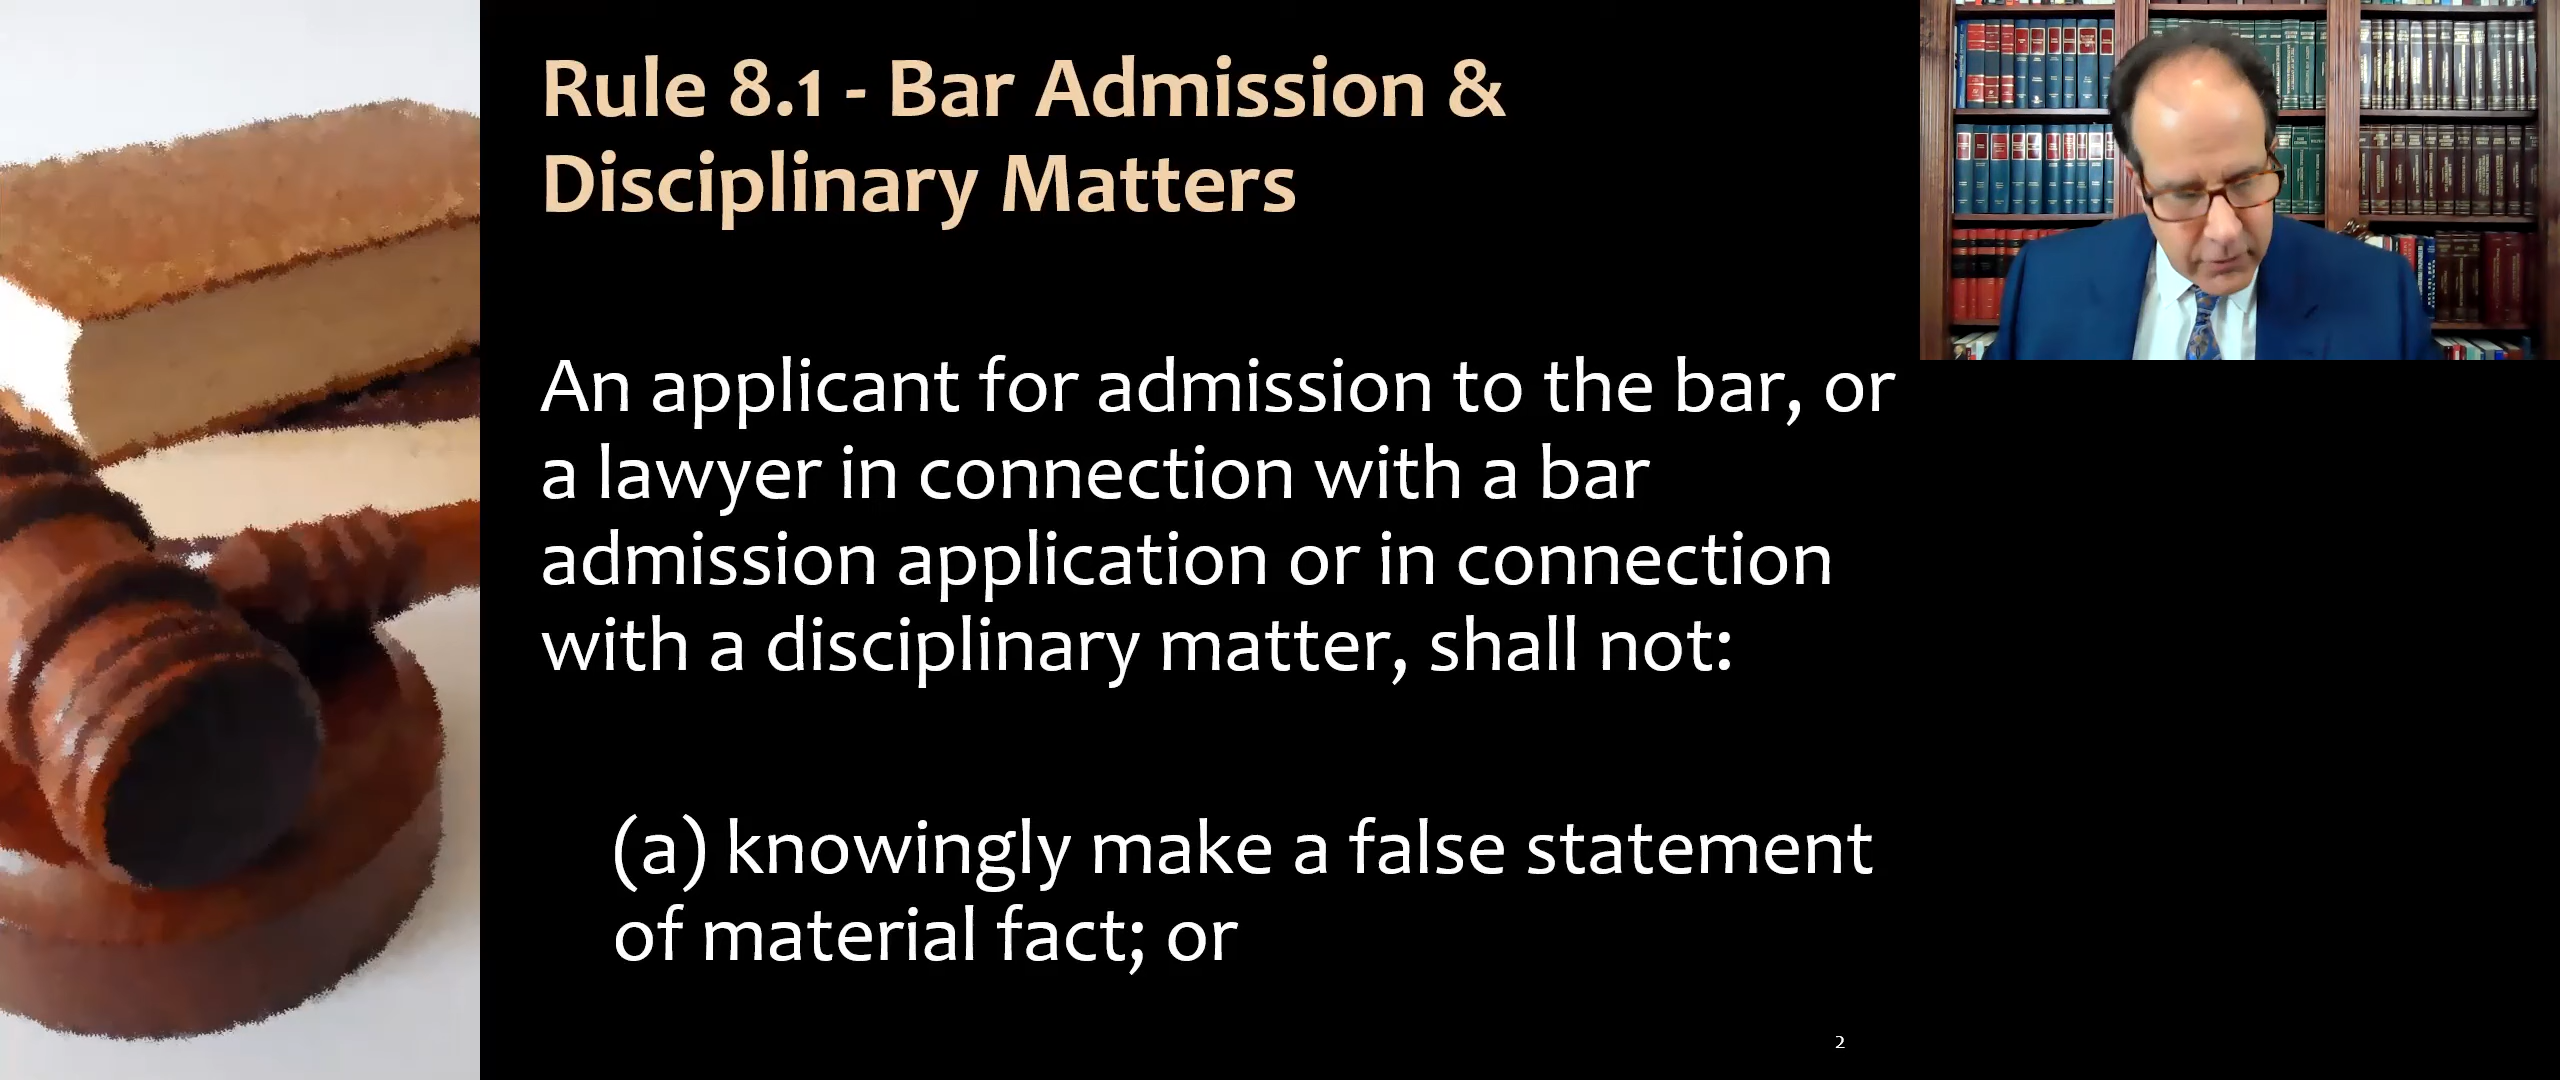 Rule 8.1 - Bar Admission &
Disciplinary Matters
An applicant for admission to the bar, or
a lawyer in connection with a bar
admission application or in connection
with a disciplinary matter, shall not:
(a) knowingly make a false statement
of material fact; or
2